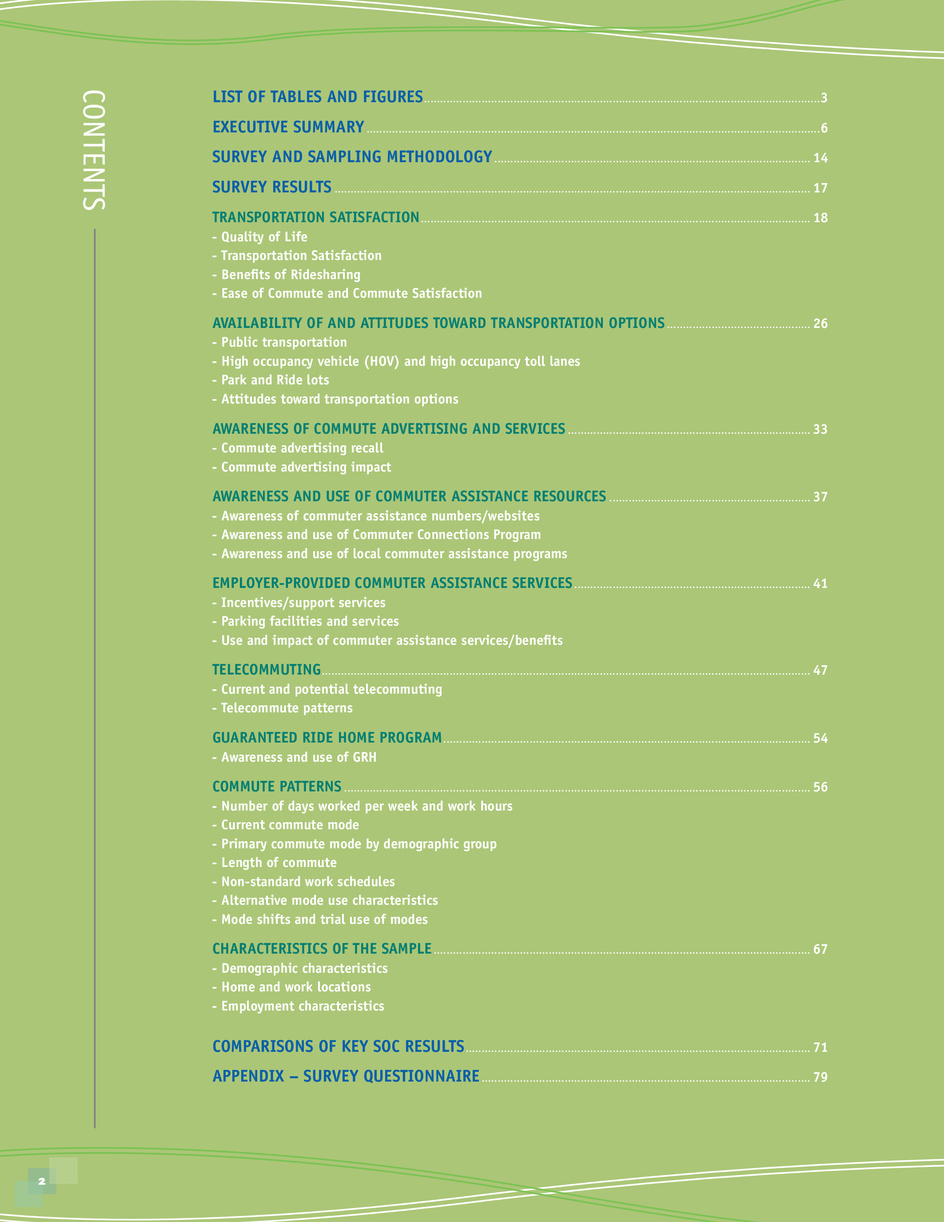 CONTENTS
LIST OF TABLES AND FIGURES 3
EXECUTIVE SUMMARY 6
SURVEY AND SAMPLING METHODOLOGY 14
SURVEY RESULTS 17
TRANSPORTATION SATISFACTION 18
- Quality of Life
- Transportation Satisfaction
- Benefits of Ridesharing
- Ease of Commute and Commute Satisfaction
AVAILABILITY OF AND ATTITUDES TOWARD TRANSPORTATION OPTIONS 26
- Public transportation
- High occupancy vehicle (HOV) and high occupancy toll lanes
- Park and Ride lots
- Attitudes toward transportation options
AWARENESS OF COMMUTE ADVERTISING AND SERVICES 33
- Commute advertising recall
- Commute advertising impact
AWARENESS AND USE OF COMMUTER ASSISTANCE RESOURCES 37
- Awareness of commuter assistance numbers/websites
- Awareness and use of Commuter Connections Program
- Awareness and use of local commuter assistance programs
EMPLOYER-PROVIDED COMMUTER ASSISTANCE SERVICES 41
- Incentives/support services
- Parking facilities and services
- Use and impact of commuter assistance services/benefits
TELECOMMUTING 47
- Current and potential telecommuting
- Telecommute patterns
GUARANTEED RIDE HOME PROGRAM 54
- Awareness and use of GRH
COMMUTE PATTERNS 56
- Number of days worked per week and work hours
- Current commute mode
- Primary commute mode by demographic group
- Length of commute
- Non-standard work schedules
- Alternative mode use characteristics
- Mode shifts and trial use of modes
CHARACTERISTICS OF THE SAMPLE 67
- Demographic characteristics
- Home and work locations
- Employment characteristics
COMPARISONS OF KEY SOC RESULTS 71
APPENDIX – SURVEY QUESTIONNAIRE 79
2